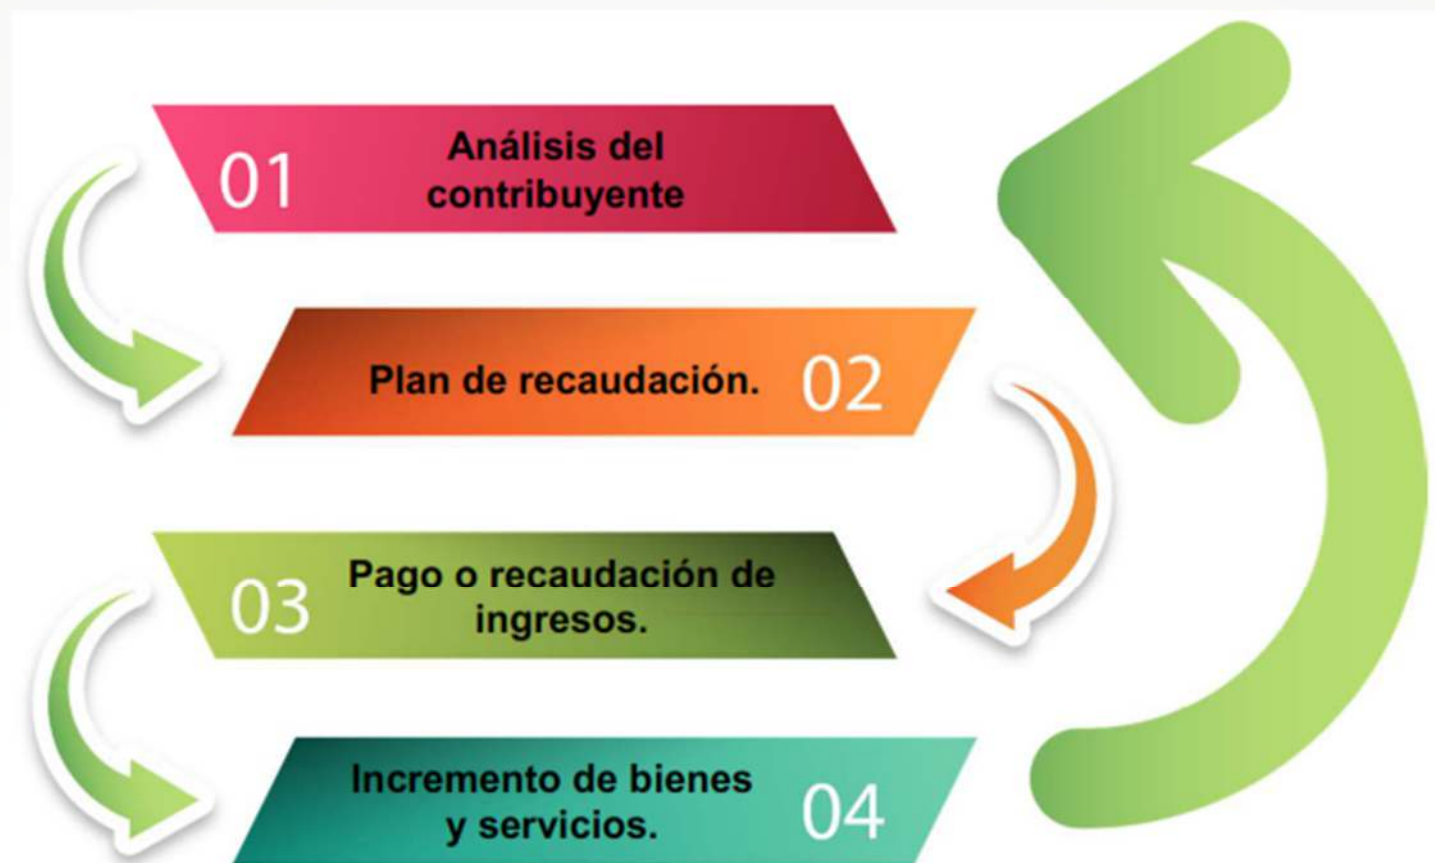 01
Análisis del
contribuyente
Plan de recaudación. 02
03
Pago o recaudación de
ingresos.
Incremento de bienes
y servicios.
04